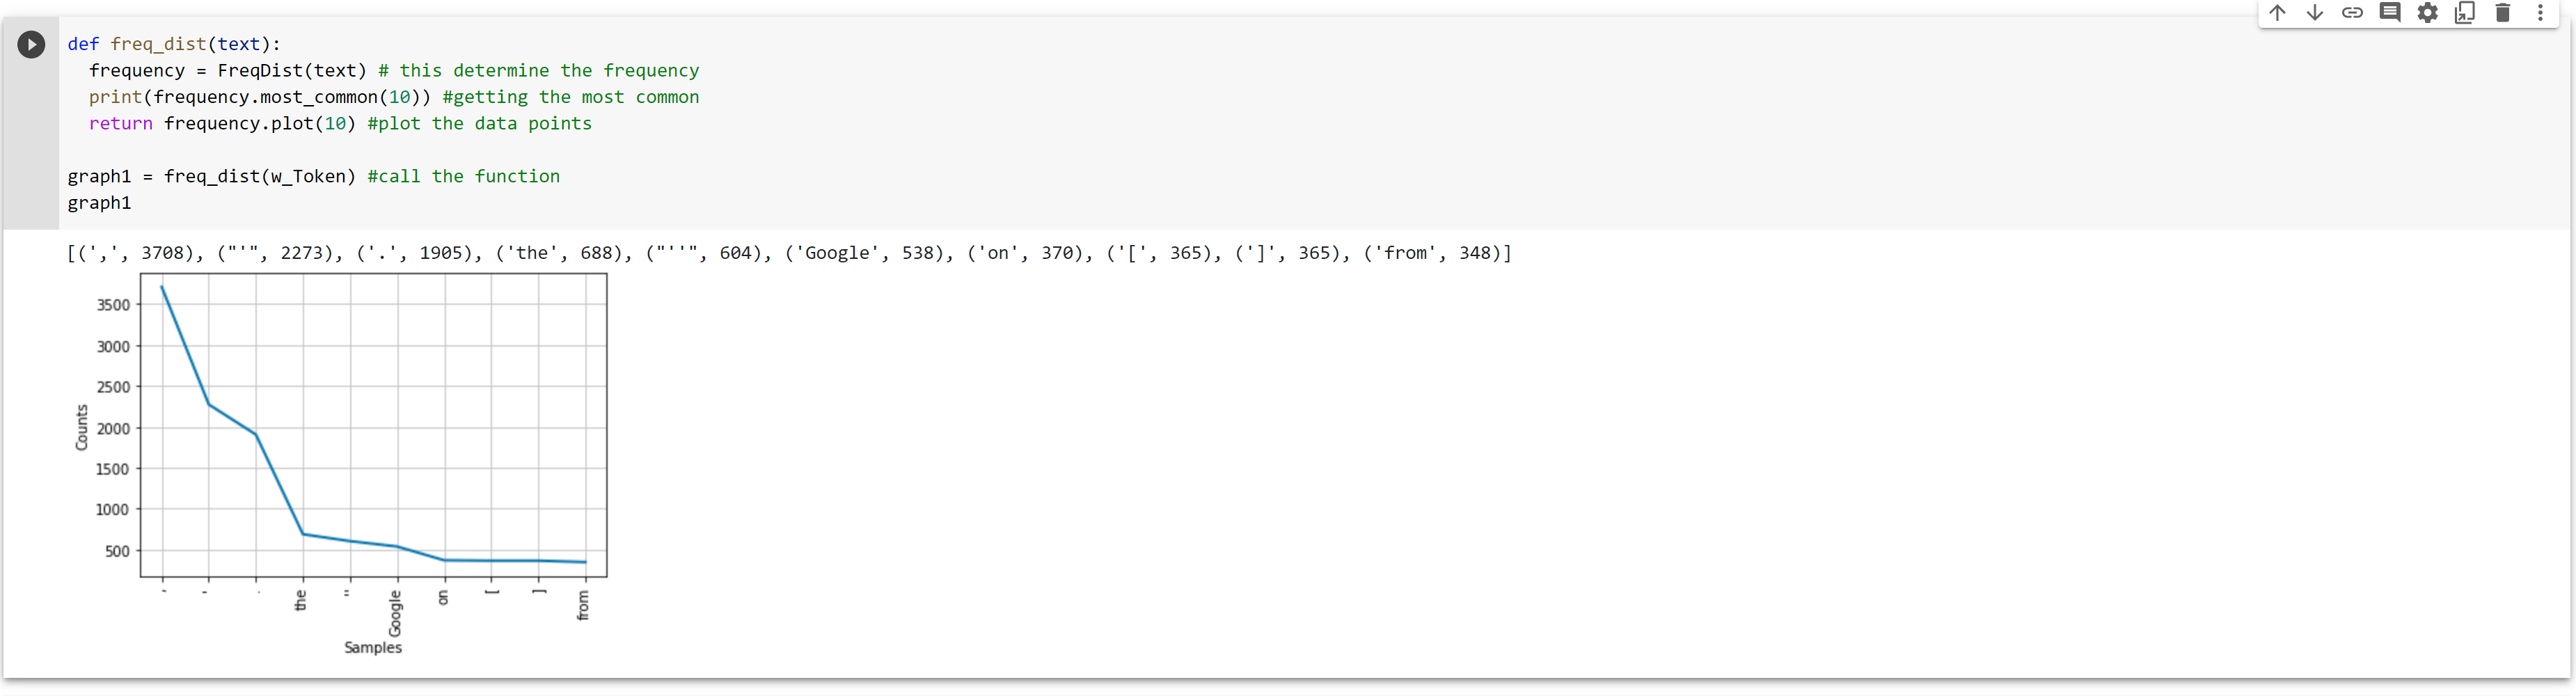 def freq_dist(text):
  frequency = FreqDist(text) # this determine the frequency
  print(frequency.most_common(10)) #getting the most common
  return frequency.plot(10) #plot the data points
graph1 = freq_dist(w_Token) #call the function
graph1
[(',', 3708), ("'", 2273), ('.', 1905), ('the', 688), ("''", 604), ('Google', 538), ('on', 370), ('[', 365), (']', 365), ('from', 348)]
3500
3000
2500
2000
1500
1000
500
Counts
, ' . the '' Google on [ ] from
Samples